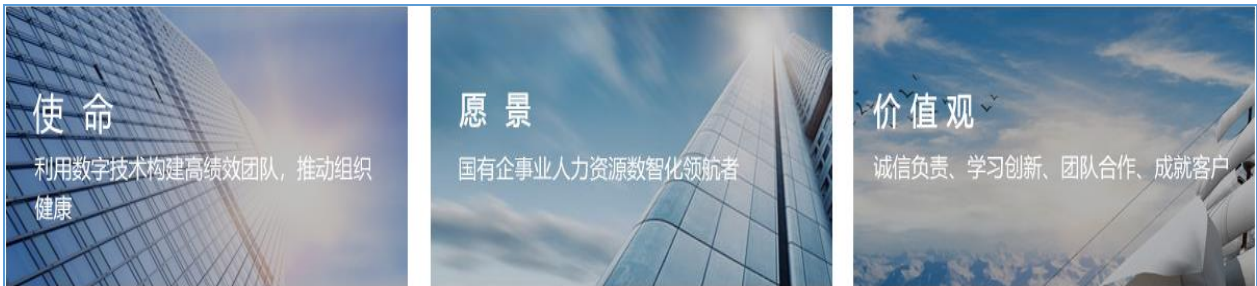 使命
利用数字技术构建高绩效团队，推动组织
健康
愿景
国有企事业人力资源数智化领航者
价值观
诚信负责、学习创新、团队合作、成就客户